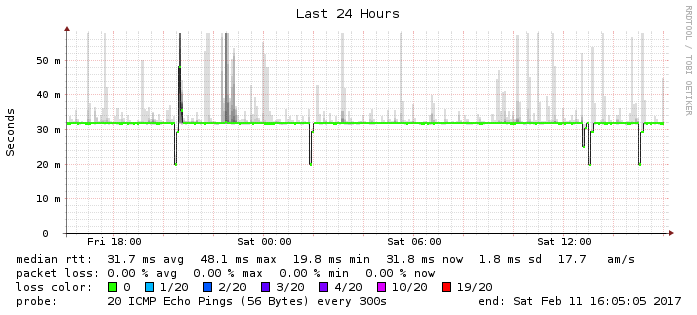 Last 24 Hours
RRDTOOL / TOBI OETIKER
Seconds
50 m
40 m
30 m
20 m
10 m
0
Fri 18:00 Sat 00:00 Sat 06:00 Sat 12:00
median rtt: 31.7 ms avg 48.1 ms max 19.8 ms min 31.8 ms now 1.8 ms sd 17.7 am/s
packet loss: 0.00 % avg 0.00 % max 0.00 % min 0.00 % now
loss color: 0 1/20 2/20 3/20 4/20 10/20 19/20
probe: 20 ICMP Echo Pings (56 Bytes) every 300s end: Sat Feb 11 16:05:05 2017